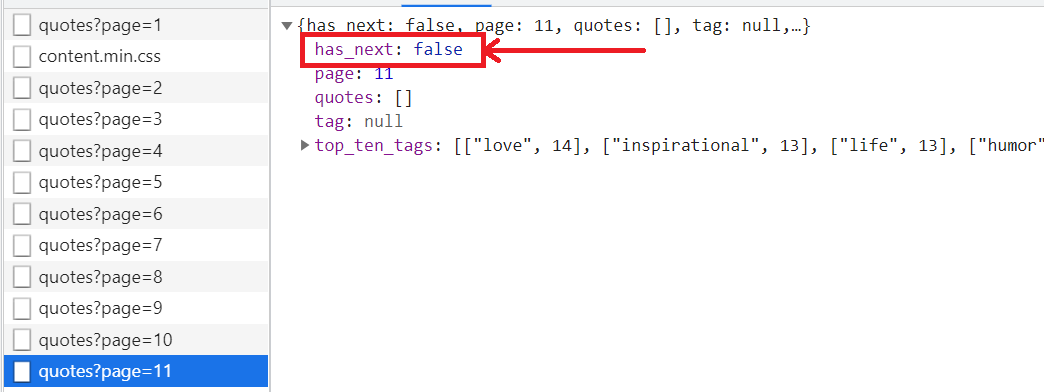 quotes?page=1
content.min.css
quotes?page=2
quotes?page=3
quotes?page=4
quotes?page=5
quotes?page=6
quotes?page=7
quotes?page=8
quotes?page=9
quotes?page=10
quotes?page=11
{has_next: false, page: 11, quotes: [], tag: null,…}
has_next: false
page: 11
quotes: []
tag: null
top_ten_tags: [["love", 14], ["inspirational", 13], ["life", 13], ["humor"